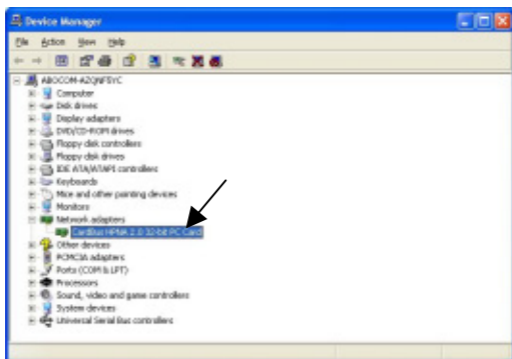 Device Manager
File Action View Help
ABOCOM-AZQNFSYC
Computer
Disk drives
Display adapters
DVD/CD-ROM drives
Floppy disk controllers
Floppy disk drives
IDE ATA/ATAPI controllers
Keyboards
Mice and other pointing devices
Monitors
Network adapters
CardBus HPNA 2.0 32-bit PC Card
Other devices
PCMCIA adapters
Ports (COM & LPT)
Processors
Sound, video and game controllers
System devices
Universal Serial Bus controllers